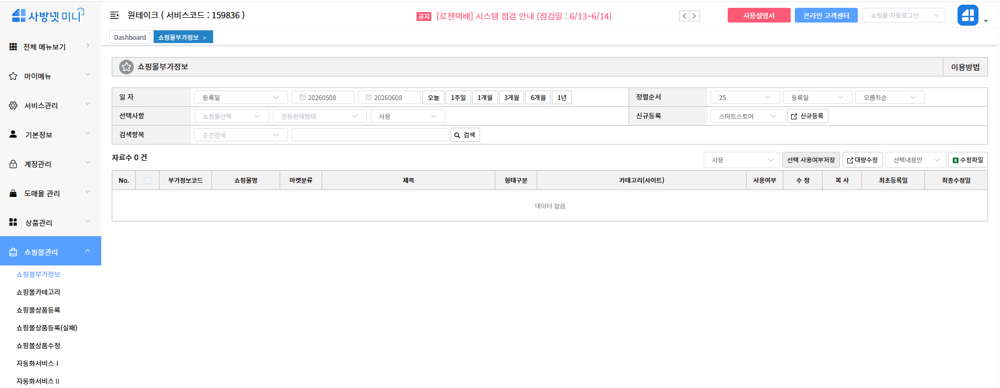 사방넷 미니
원테이크 ( 서비스코드 : 159836 )
공지 [로젠택배] 시스템 점검 안내 (점검일 : 6/13~6/14)
사용설명서
온라인 고객센터
쇼핑몰 자동로그인
Dashboard
쇼핑몰부가정보 ×
전체 메뉴보기
마이메뉴
서비스관리
기본정보
계정관리
도매몰 관리
상품관리
쇼핑몰관리
쇼핑몰부가정보
쇼핑몰카테고리
쇼핑몰상품등록
쇼핑몰상품등록(실패)
쇼핑몰상품수정
자동화서비스Ⅰ
자동화서비스Ⅱ
쇼핑몰부가정보
이용방법
일 자 등록일 20260508 20260608 오늘 1주일 1개월 3개월 6개월 1년 정렬순서 25 등록일 오름차순
선택사항 쇼핑몰선택 연동판매형태 사용 신규등록 스마트스토어 신규등록
검색항목 조건검색 검색
자료수 0 건 사용 선택 사용여부저장 대량수정 선택내용만 수정파일
No. 부가정보코드 쇼핑몰명 마켓분류 제목 형태구분 카테고리(사이트) 사용여부 수 정 복 사 최초등록일 최종수정일
데이터 없음